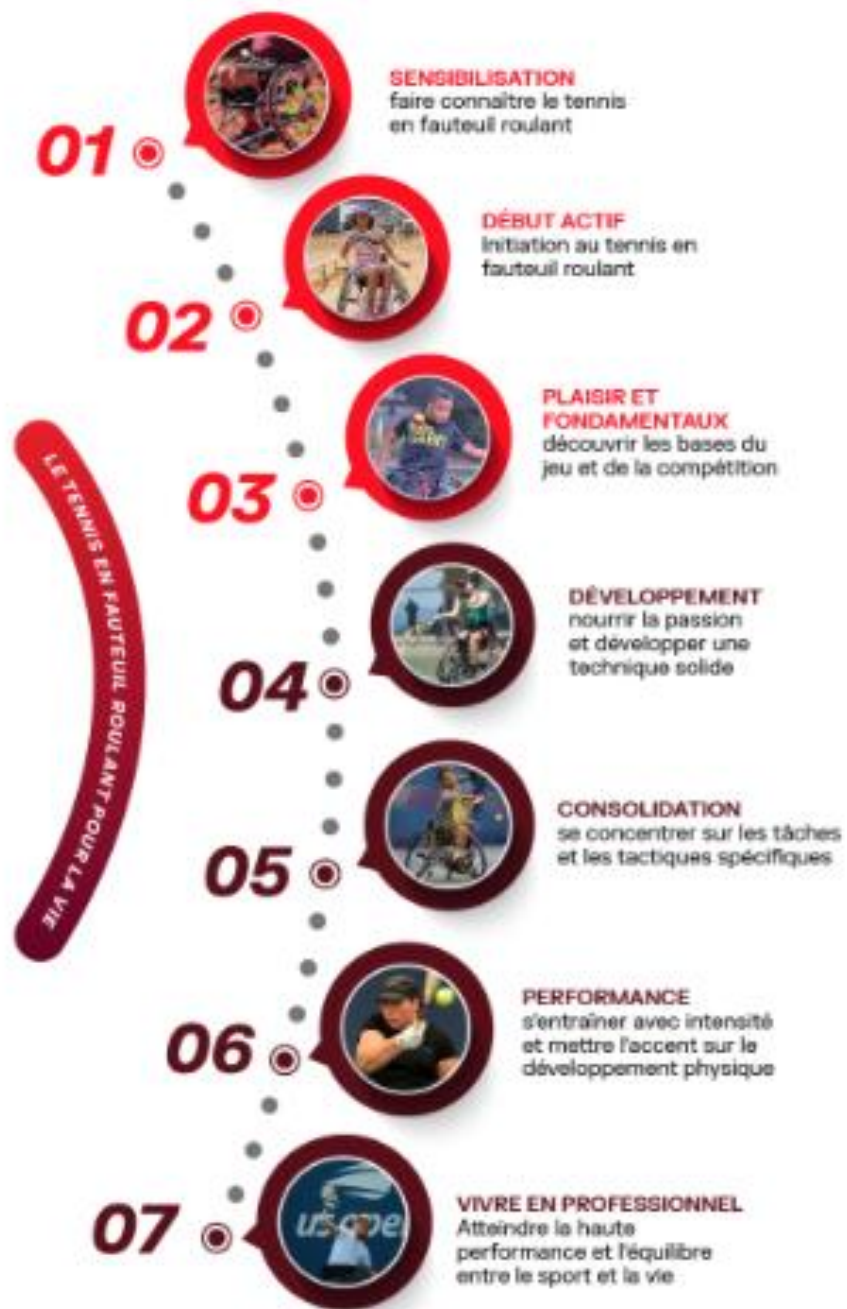 01
SENSIBILISATION
faire connaître le tennis
en fauteuil roulant
02
DÉBUT ACTIF
Initiation au tennis en
fauteuil roulant
03
PLAISIR ET
FONDAMENTAUX
découvrir les bases du
jeu et de la compétition
LE TENNIS EN FAUTEUIL ROULANT POUR LA VIE
04
DÉVELOPPEMENT
nourrir la passion
et développer une
technique solide
05
CONSOLIDATION
se concentrer sur les tâches
et les tactiques spécifiques
06
PERFORMANCE
s'entraîner avec intensité
et mettre l'accent sur le
développement physique
07
us ope
VIVRE EN PROFESSIONNEL
Atteindre la haute
performance et l'équilibre
entre le sport et la vie